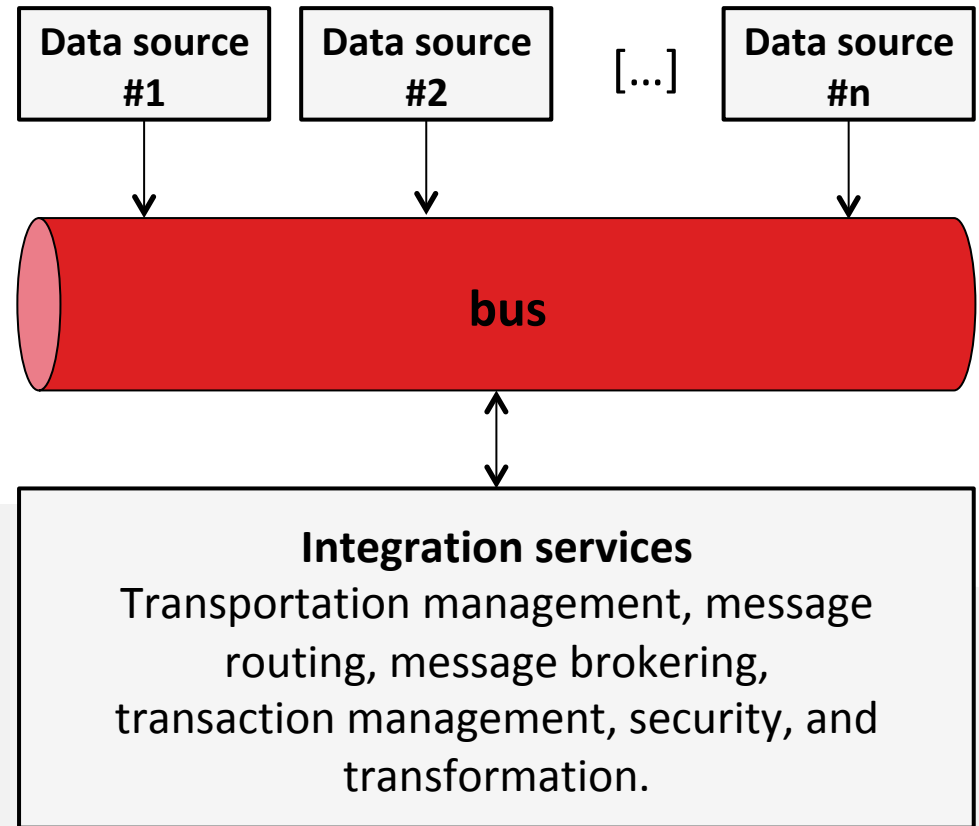 Data source
#1
Data source
#2
[...]
Data source
#n
bus
Integration services
Transportation management, message
routing, message brokering,
transaction management, security, and
transformation.